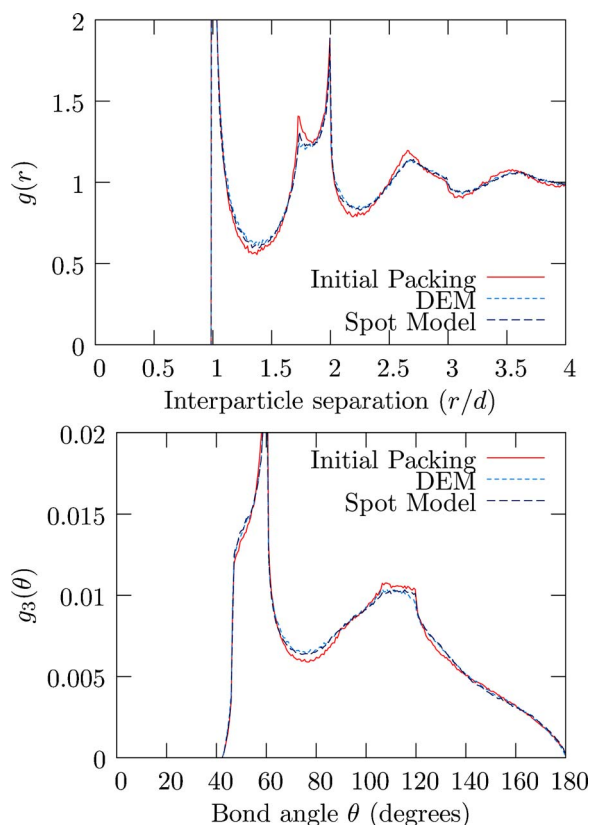 2
1.5
1
0.5
0
g(r)
Initial Packing
DEM
Spot Model
0 0.5 1 1.5 2 2.5 3 3.5 4
Interparticle separation (r/d)
0.02
0.015
0.01
0.005
0
g3(θ)
Initial Packing
DEM
Spot Model
0 20 40 60 80 100 120 140 160 180
Bond angle θ (degrees)